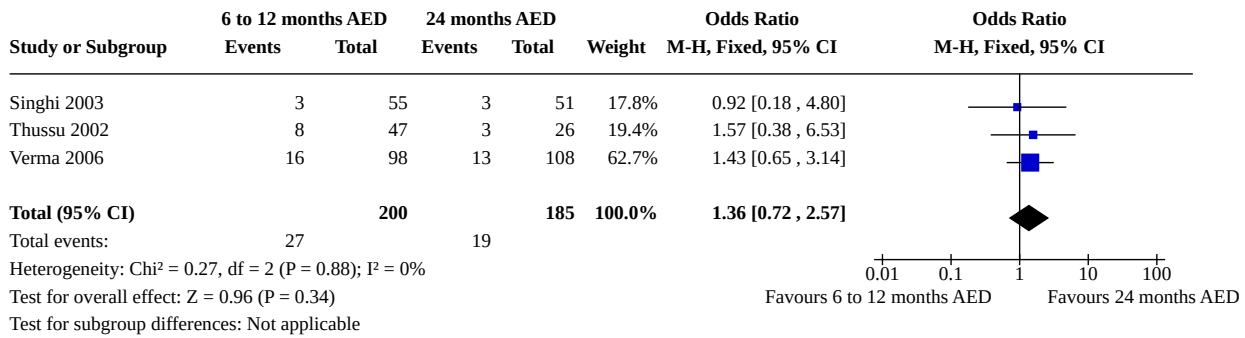 6 to 12 months AED 24 months AED Odds Ratio Odds Ratio
Study or Subgroup Events Total Events Total Weight M-H, Fixed, 95% CI M-H, Fixed, 95% CI
Singhi 2003 3 55 3 51 17.8% 0.92 [0.18 , 4.80]
Thussu 2002 8 47 3 26 19.4% 1.57 [0.38 , 6.53]
Verma 2006 16 98 13 108 62.7% 1.43 [0.65 , 3.14]
Total (95% CI) 200 185 100.0% 1.36 [0.72 , 2.57]
Total events: 27 19
Heterogeneity: Chi² = 0.27, df = 2 (P = 0.88); I² = 0%
0.01 0.1 1 10 100
Test for overall effect: Z = 0.96 (P = 0.34)
Favours 6 to 12 months AED Favours 24 months AED
Test for subgroup differences: Not applicable